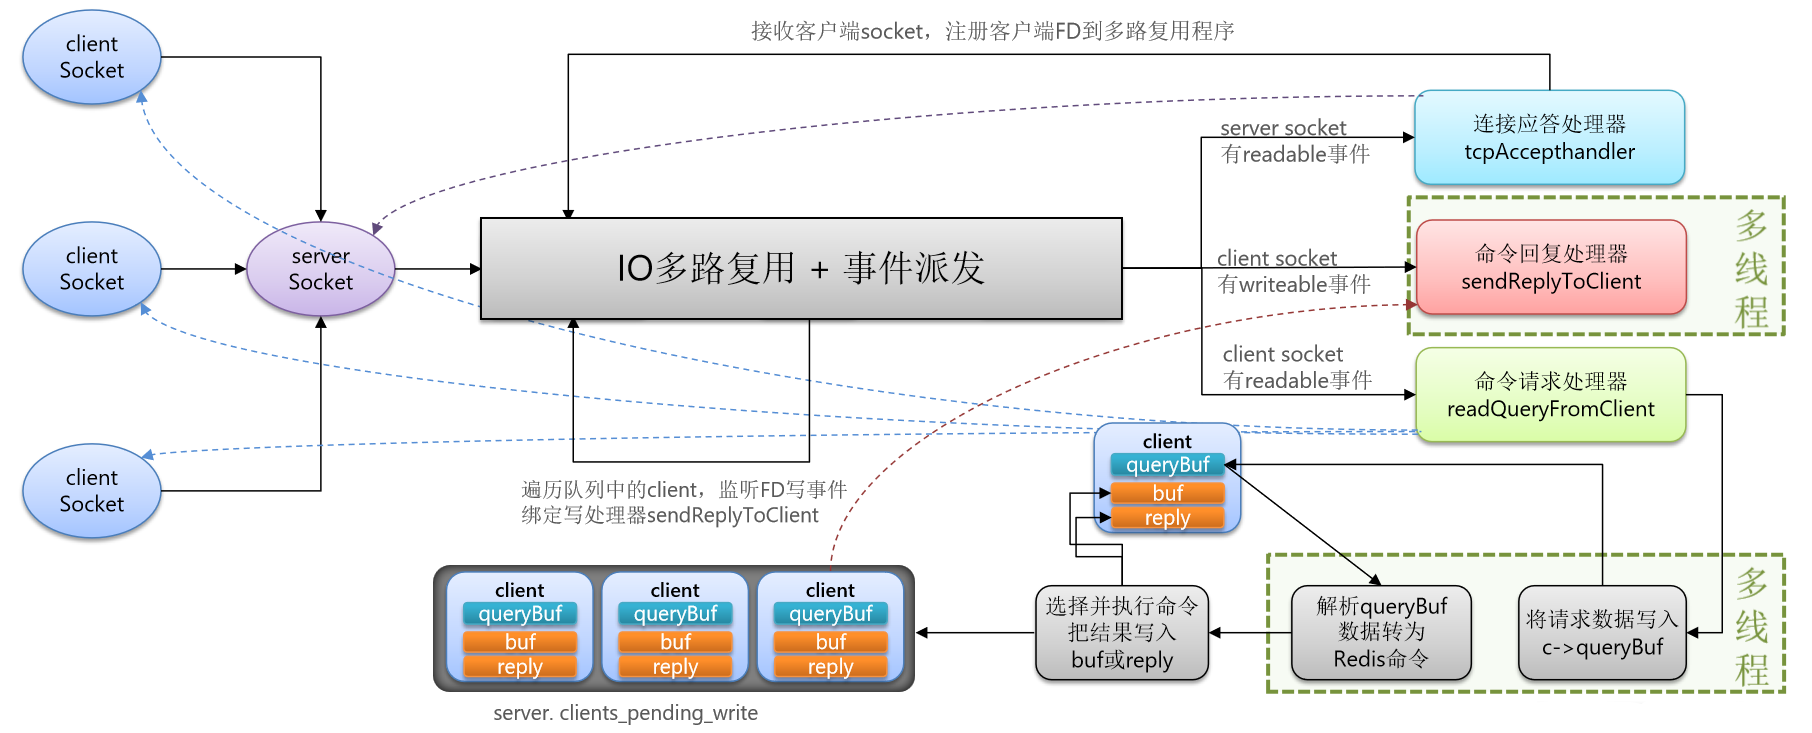 接收客户端socket，注册客户端FD到多路复用程序
client
Socket
server socket
有readable事件
连接应答处理器
tcpAccepthandler
client
Socket
server
Socket
IO多路复用 + 事件派发
client socket
有writeable事件
命令回复处理器
sendReplyToClient
多
线
程
client socket
有readable事件
命令请求处理器
readQueryFromClient
client
Socket
遍历队列中的client，监听FD写事件
绑定写处理器sendReplyToClient
client
queryBuf
buf
reply
client
queryBuf
buf
reply
client
queryBuf
buf
reply
client
queryBuf
buf
reply
选择并执行命令
把结果写入
buf或reply
解析queryBuf
数据转为
Redis命令
将请求数据写入
c->queryBuf
多
线
程
server. clients_pending_write